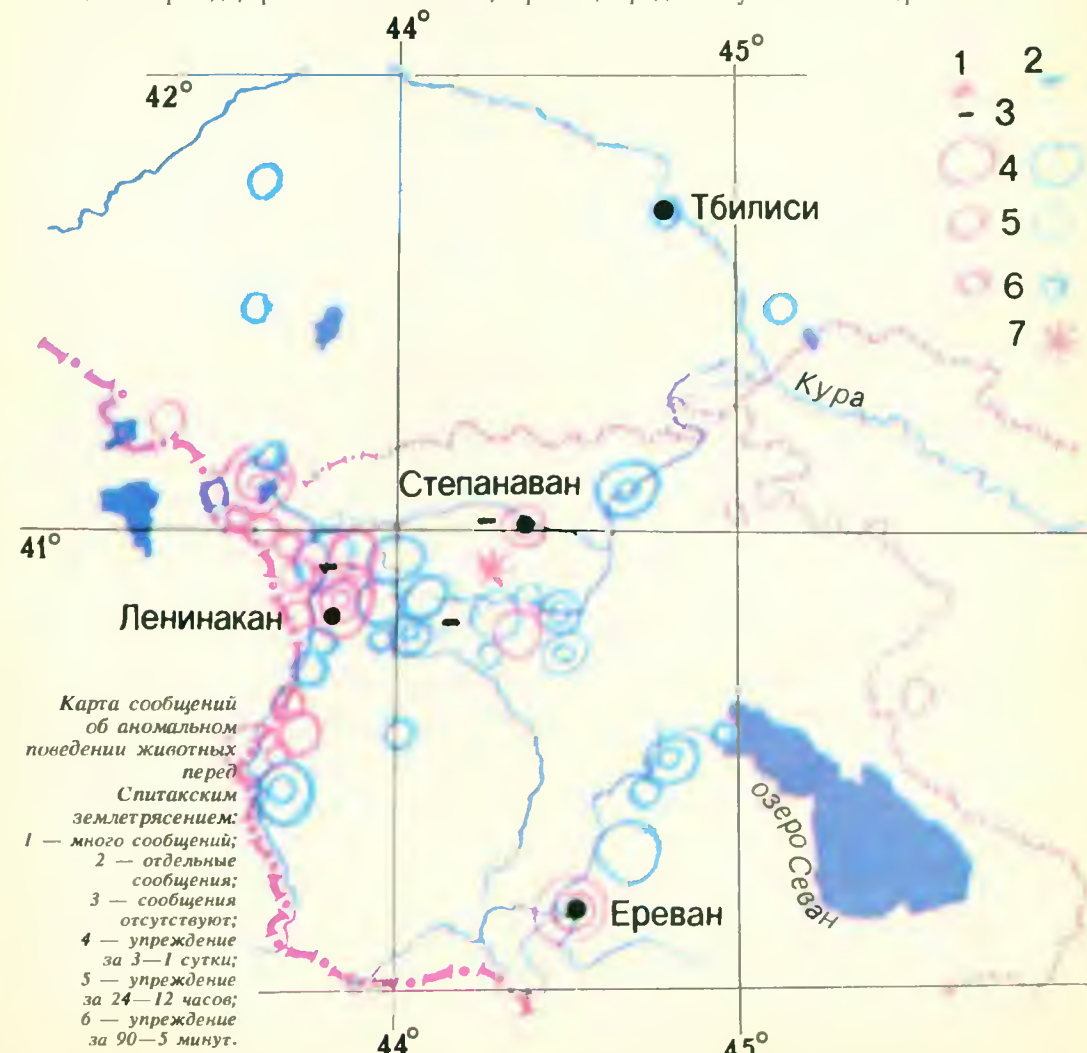 44°
45°
42°
1 2
3
4
Тбилиси
5
6
7
Кура
Степанаван
41°
Ленинакан
Карта сообщений
об аномальном
поведении животных
перед
Спитакским
землетрясением:
1 — много сообщений;
2 — отдельные
сообщения;
3 — сообщения
отсутствуют;
4 — упреждение
за 3—1 сутки;
5 — упреждение
за 24—12 часов;
6 — упреждение
за 90—5 минут.
озеро Севан
Ереван
44°
45°